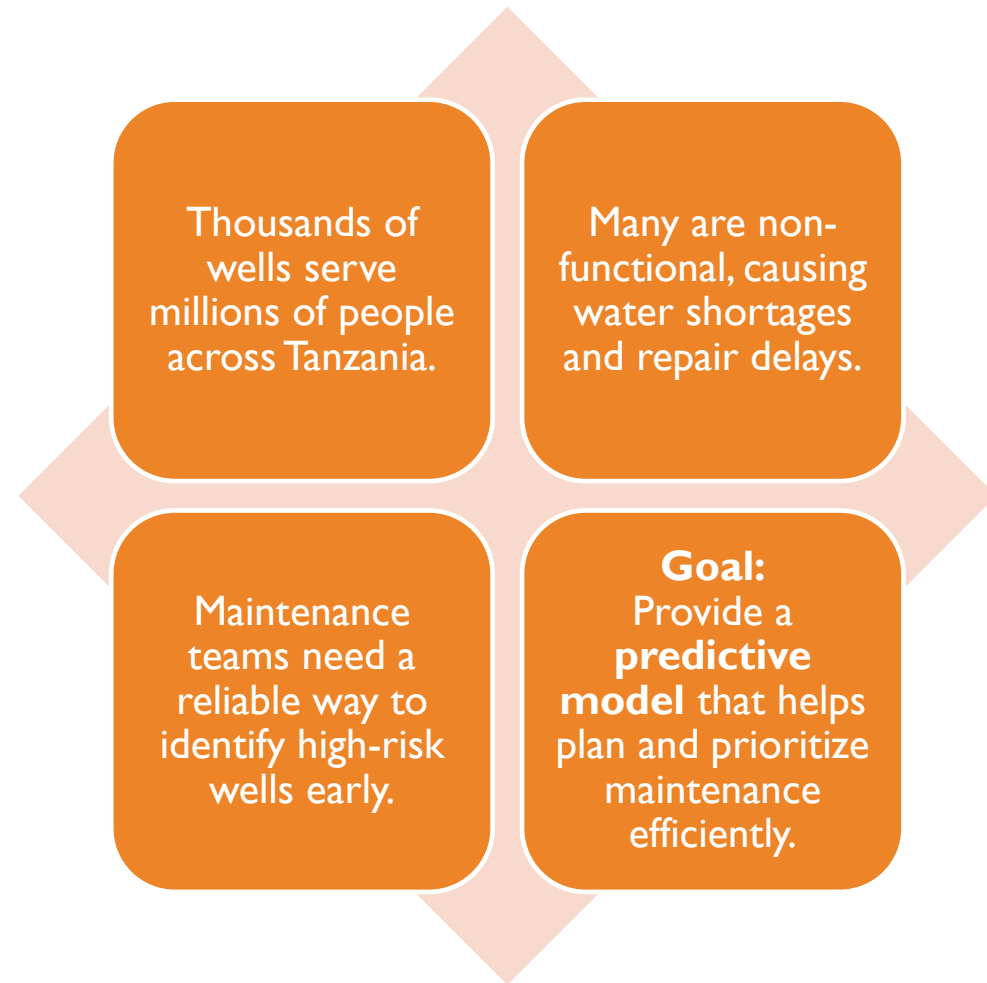 Thousands of
wells serve
millions of people
across Tanzania.
Many are non-
functional, causing
water shortages
and repair delays.
Maintenance
teams need a
reliable way to
identify high-risk
wells early.
Goal:
Provide a
predictive
model that helps
plan and prioritize
maintenance
efficiently.